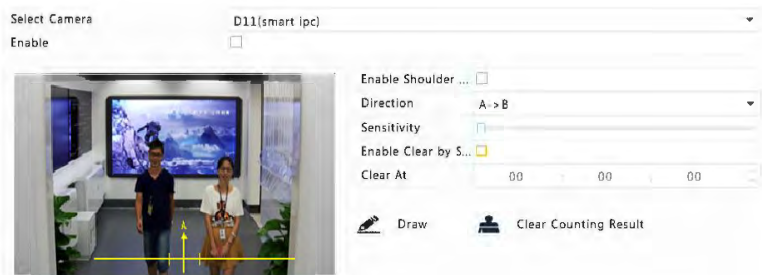 Select Camera
D11(smart ipc)
Enable
Enable Shoulder ...
Direction
A->B
Sensitivity
Enable Clear by S...
Clear At
00 : 00 : 00
Draw
Clear Counting Result
A